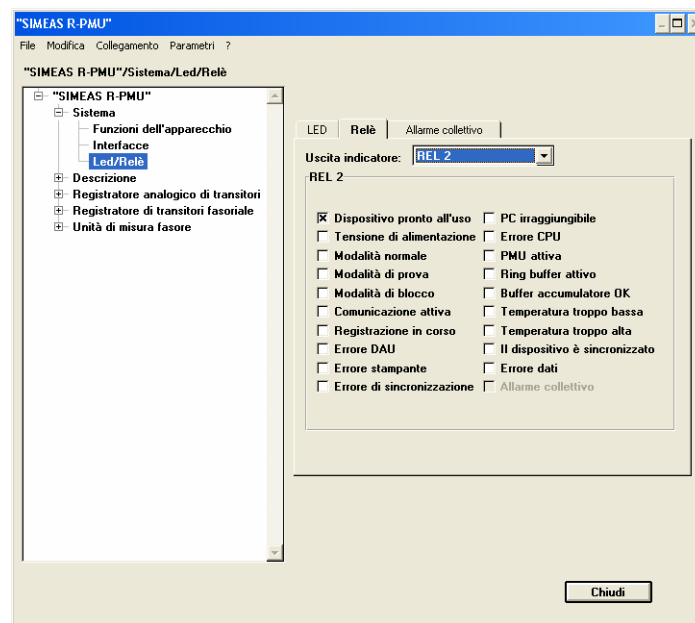 "SIMEAS R-PMU"
File Modifica Collegamento Parametri ?
"SIMEAS R-PMU"/Sistema/Led/Relè
"SIMEAS R-PMU"
Sistema
Funzioni dell'apparecchio
Interfacce
Led/Relè
Descrizione
Registratore analogico di transitori
Registratore di transitori fasoriale
Unità di misura fasore
LED Relè Allarme collettivo
Uscita indicatore: REL 2
REL 2
Dispositivo pronto all'uso PC irraggiungibile
Tensione di alimentazione Errore CPU
Modalità normale PMU attiva
Modalità di prova Ring buffer attivo
Modalità di blocco Buffer accumulatore OK
Comunicazione attiva Temperatura troppo bassa
Registrazione in corso Temperatura troppo alta
Errore DAU Il dispositivo è sincronizzato
Errore stampante Errore dati
Errore di sincronizzazione Allarme collettivo
Chiudi